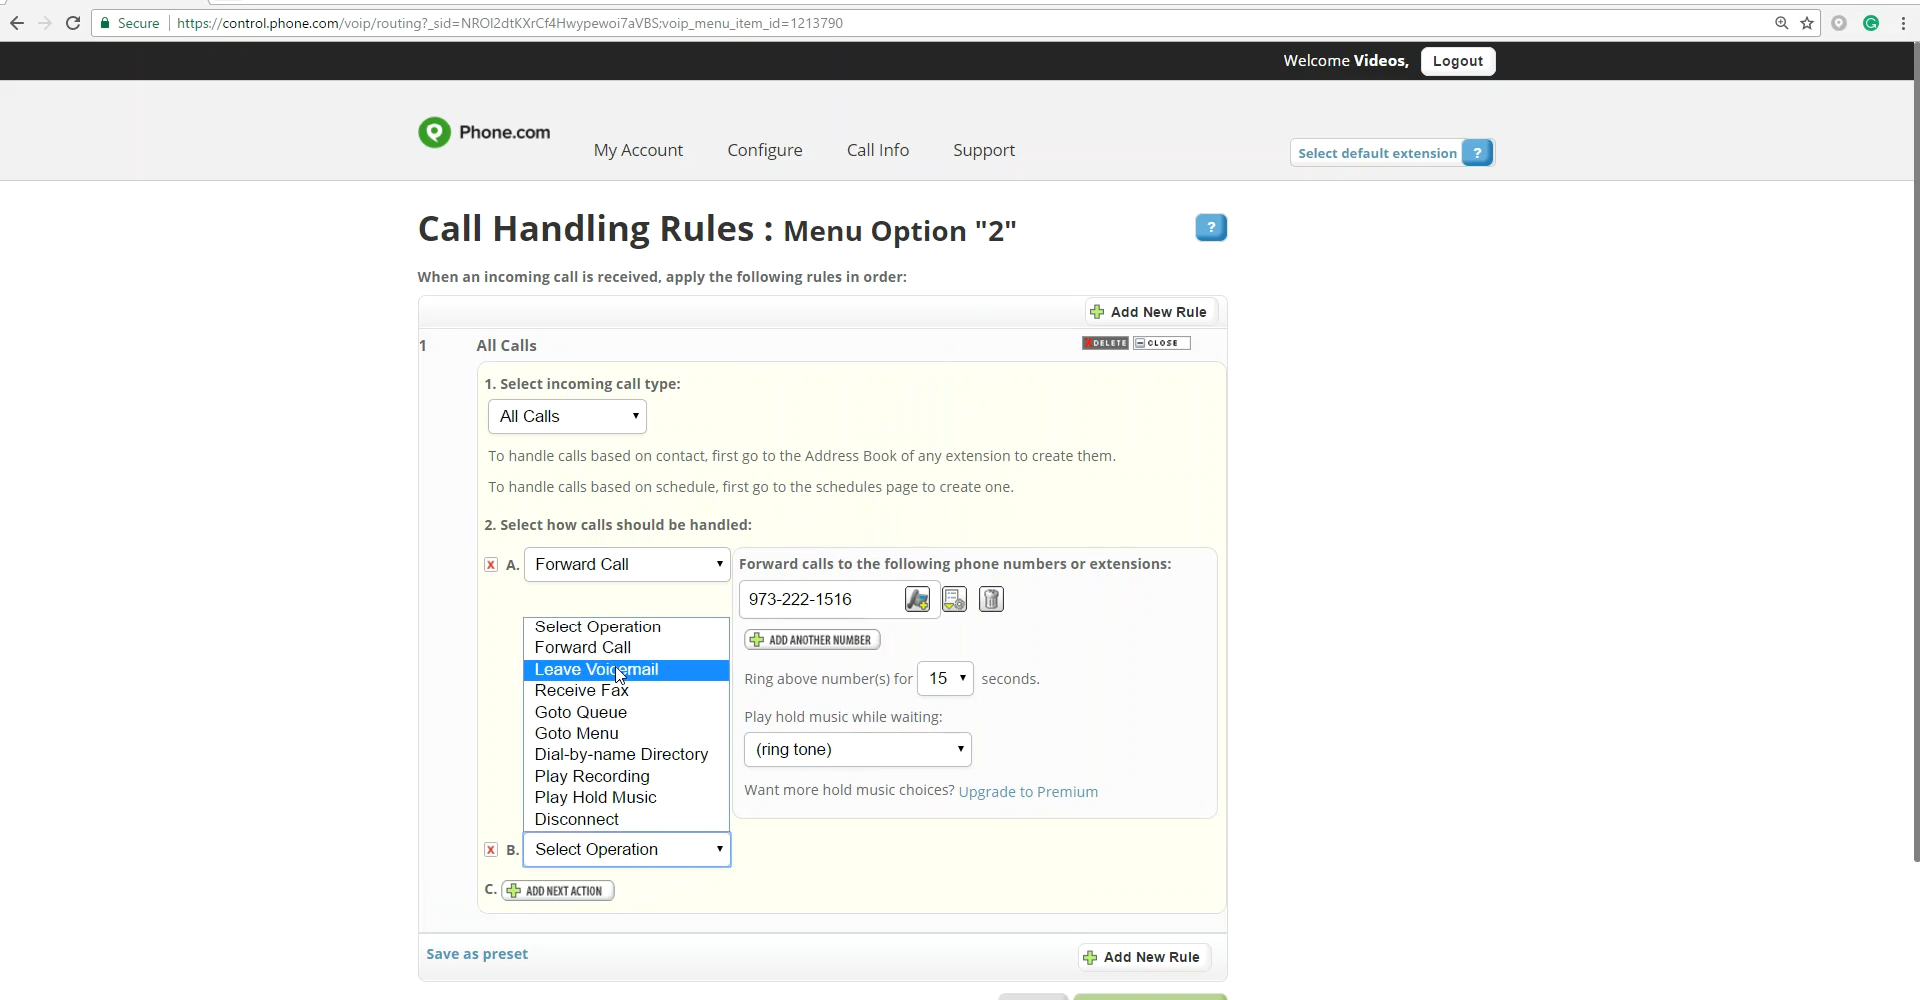 Secure | https://control.phone.com/voip/routing?_sid=NROI2dtKXrCf4Hwypewoi7aVBS;voip_menu_item_id=1213790
Welcome Videos, Logout
Phone.com
My Account Configure Call Info Support
Select default extension ?
Call Handling Rules : Menu Option "2" ?
When an incoming call is received, apply the following rules in order:
Add New Rule
1 All Calls
DELETE CLOSE
1. Select incoming call type:
All Calls
To handle calls based on contact, first go to the Address Book of any extension to create them.
To handle calls based on schedule, first go to the schedules page to create one.
2. Select how calls should be handled:
X A. Forward Call
Forward calls to the following phone numbers or extensions:
973-222-1516
ADD ANOTHER NUMBER
Ring above number(s) for 15 seconds.
Play hold music while waiting:
(ring tone)
Want more hold music choices? Upgrade to Premium
Select Operation
Forward Call
Leave Voicemail
Receive Fax
Goto Queue
Goto Menu
Dial-by-name Directory
Play Recording
Play Hold Music
Disconnect
X B. Select Operation
C. ADD NEXT ACTION
Save as preset
Add New Rule